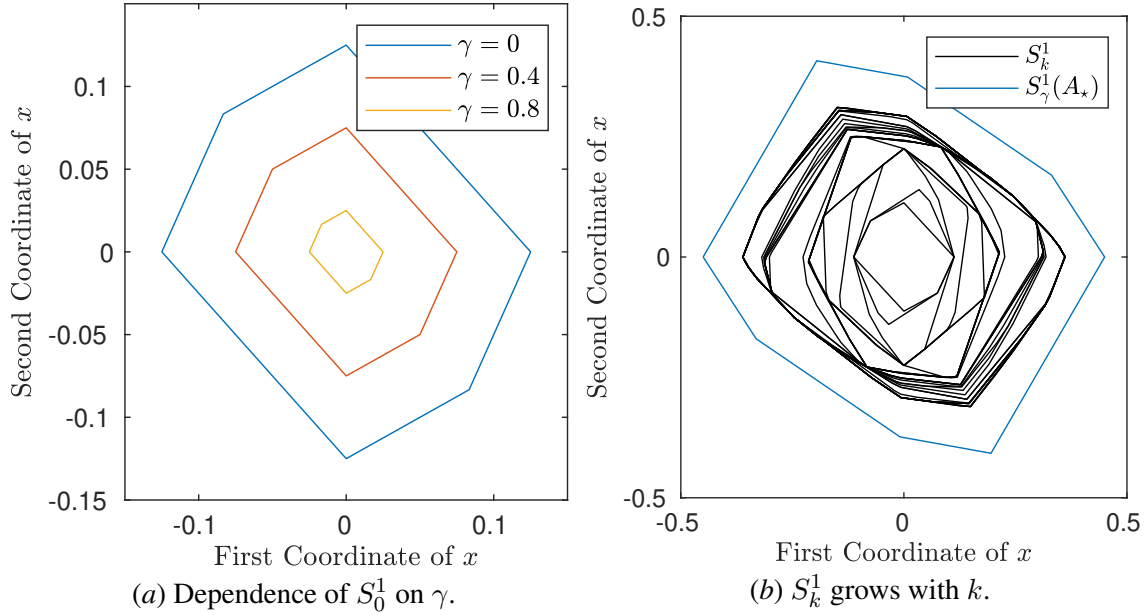 γ = 0
γ = 0.4
γ = 0.8
0.1
0.05
0
-0.05
-0.1
-0.15
-0.1 0 0.1
Second Coordinate of x
First Coordinate of x
(a) Dependence of S_0^1 on γ.
S_k^1
S_γ^1(A_⋆)
0.5
0
-0.5
-0.5 0 0.5
Second Coordinate of x
First Coordinate of x
(b) S_k^1 grows with k.